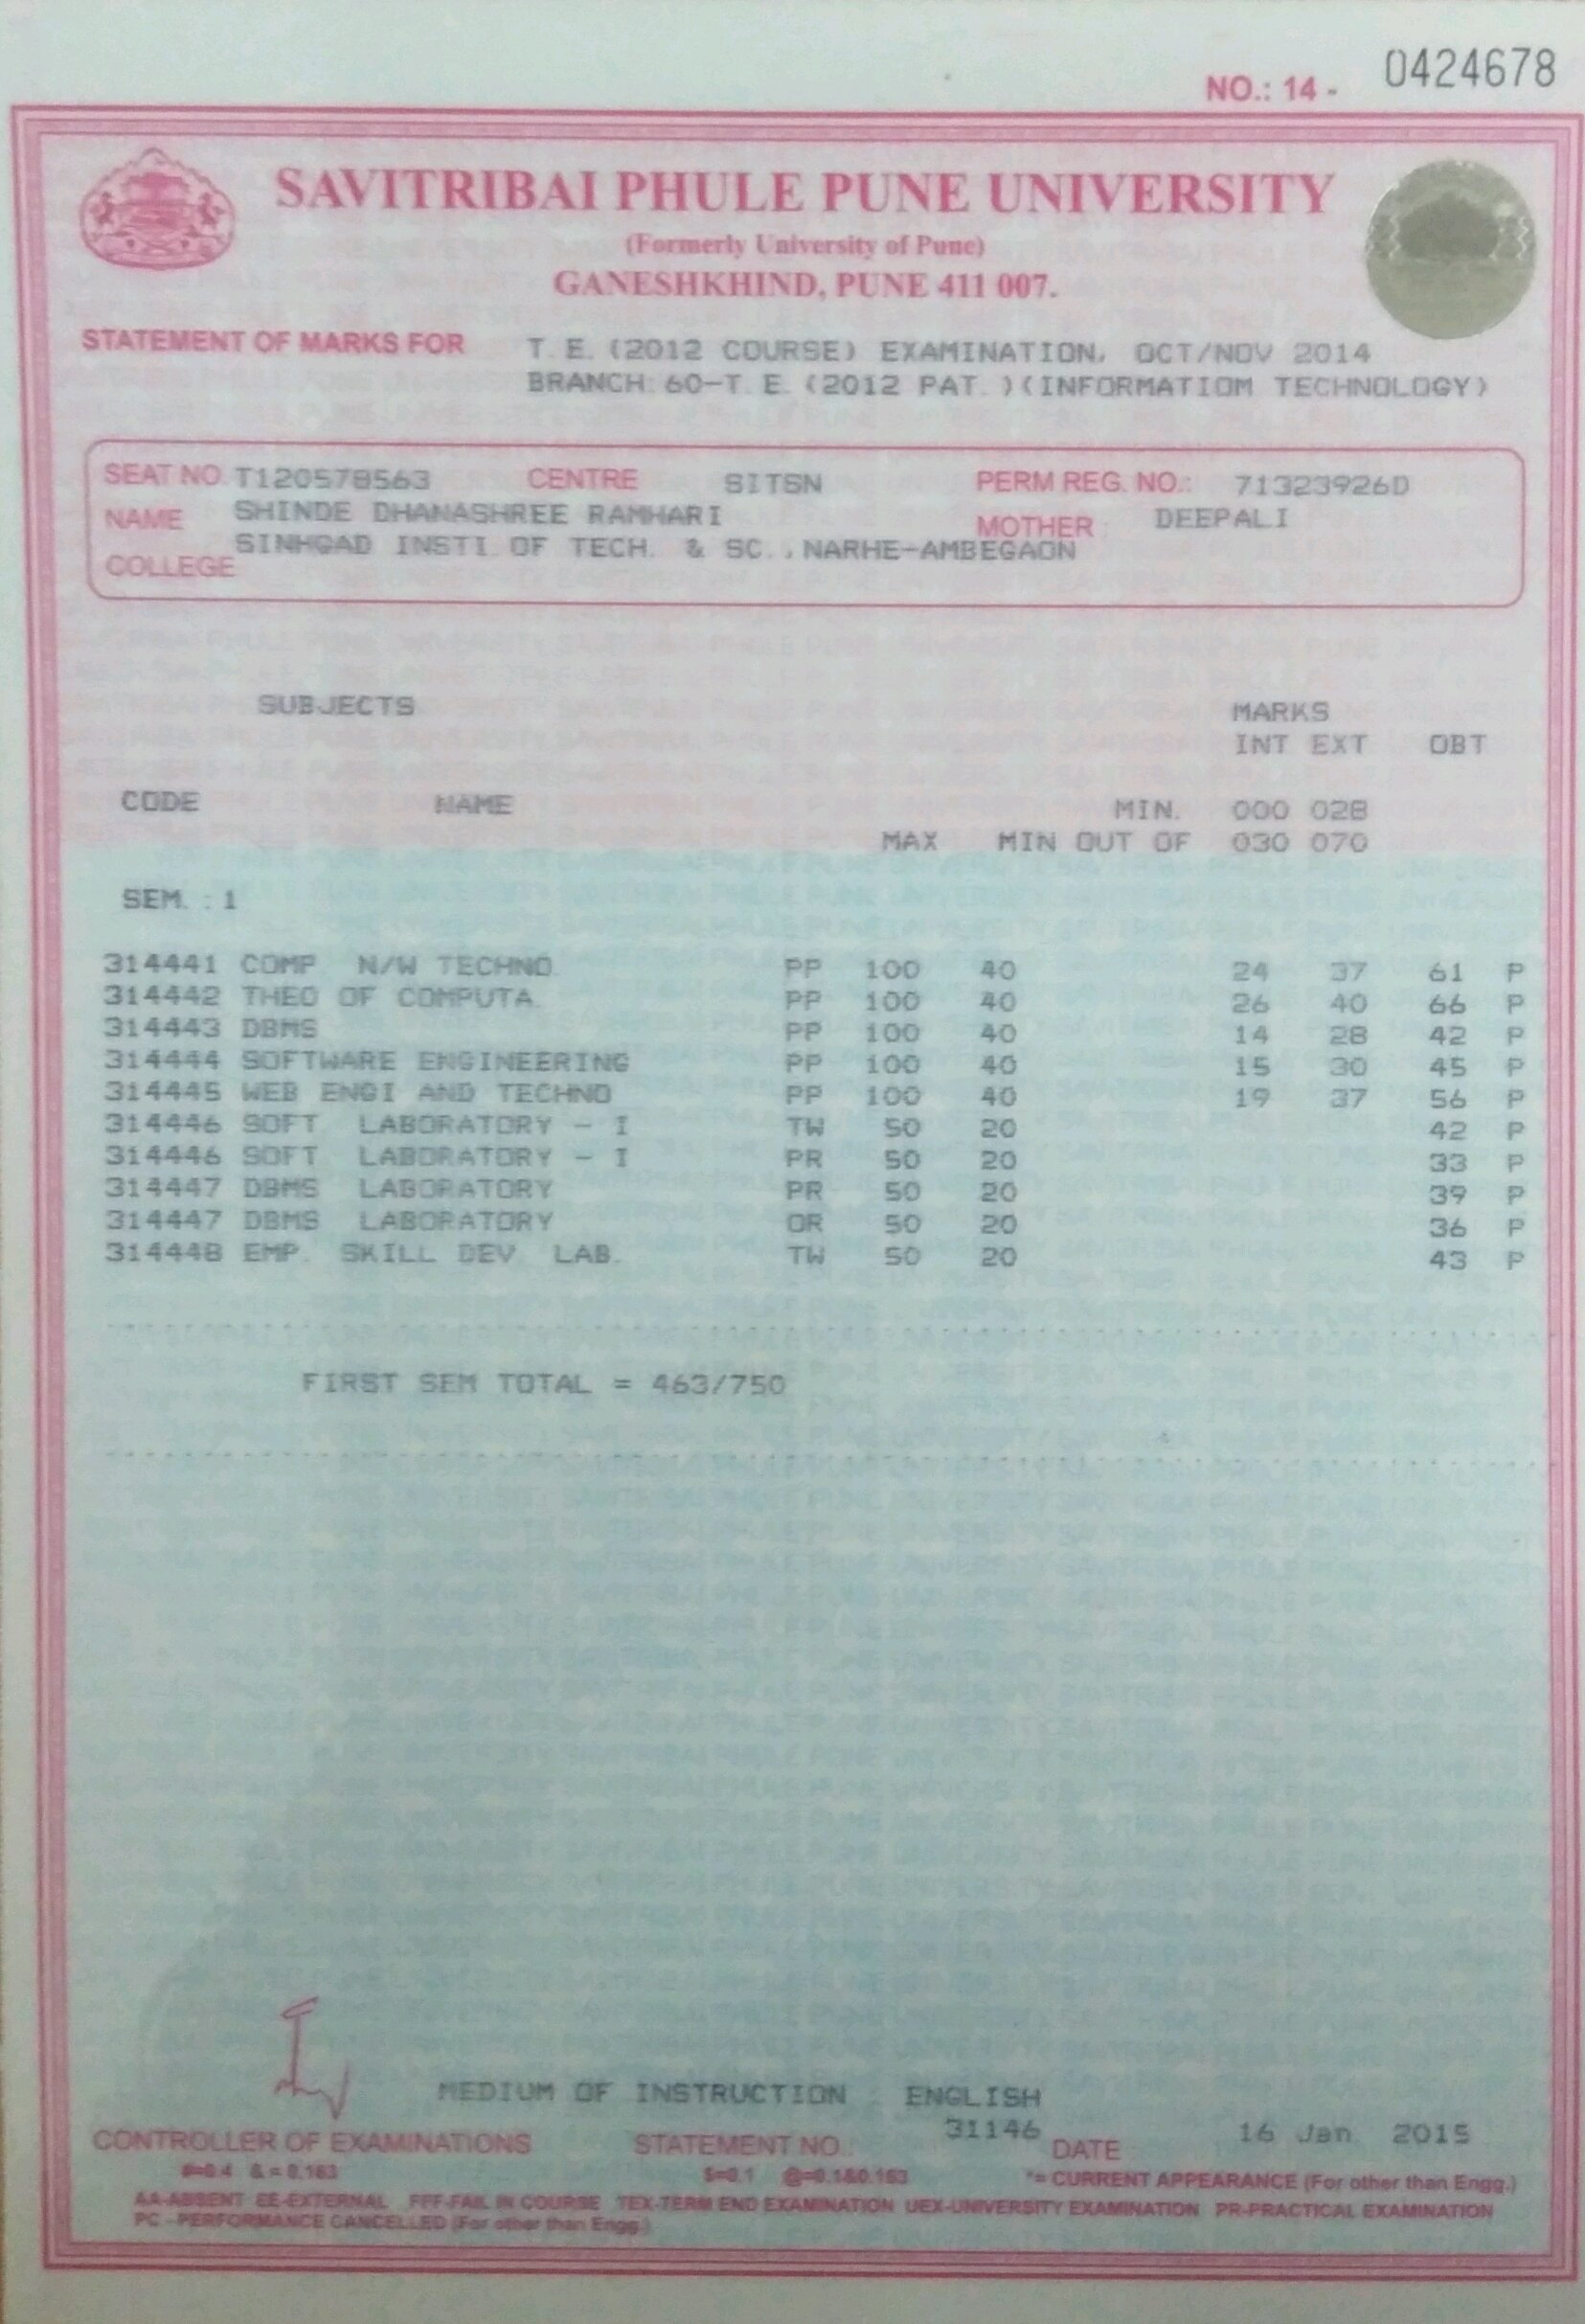 NO.: 14 - 0424678
SAVITRIBAI PHULE PUNE UNIVERSITY
(Formerly University of Pune)
GANESHKHIND, PUNE 411 007.
STATEMENT OF MARKS FOR T. E. (2012 COURSE) EXAMINATION, OCT/NOV 2014
BRANCH: 60-T. E. (2012 PAT. )(INFORMATIOM TECHNOLOGY)
SEAT NO. T120578563 CENTRE SITSN PERM REG. NO.: 71323926D
NAME SHINDE DHANASHREE RAMHARI MOTHER : DEEPALI
COLLEGE SINHGAD INSTI. OF TECH. & SC., NARHE-AMBEGAON
SUBJECTS MARKS
INT EXT OBT
CODE NAME MIN. 000 028
MAX MIN OUT OF 030 070
SEM. : 1
314441 COMP N/W TECHNO. PP 100 40 24 37 61 P
314442 THEO OF COMPUTA. PP 100 40 26 40 66 P
314443 DBMS PP 100 40 14 28 42 P
314444 SOFTWARE ENGINEERING PP 100 40 15 30 45 P
314445 WEB ENGI AND TECHNO PP 100 40 19 37 56 P
314446 SOFT. LABORATORY - I TW 50 20 42 P
314446 SOFT. LABORATORY - I PR 50 20 33 P
314447 DBMS LABORATORY PR 50 20 39 P
314447 DBMS LABORATORY OR 50 20 36 P
314448 EMP. SKILL DEV. LAB. TW 50 20 43 P
FIRST SEM TOTAL = 463/750
MEDIUM OF INSTRUCTION : ENGLISH
CONTROLLER OF EXAMINATIONS STATEMENT NO.: 31146 DATE 16 Jan. 2015
#=0.4 & = 0.163 $=0.1 @=0.1&0.163 *= CURRENT APPEARANCE (For other than Engg.)
AA-ABSENT EE-EXTERNAL FFF-FAIL IN COURSE TEX-TERM END EXAMINATION UEX-UNIVERSITY EXAMINATION PR-PRACTICAL EXAMINATION
PC -PERFORMANCE CANCELLED (For other than Engg.)